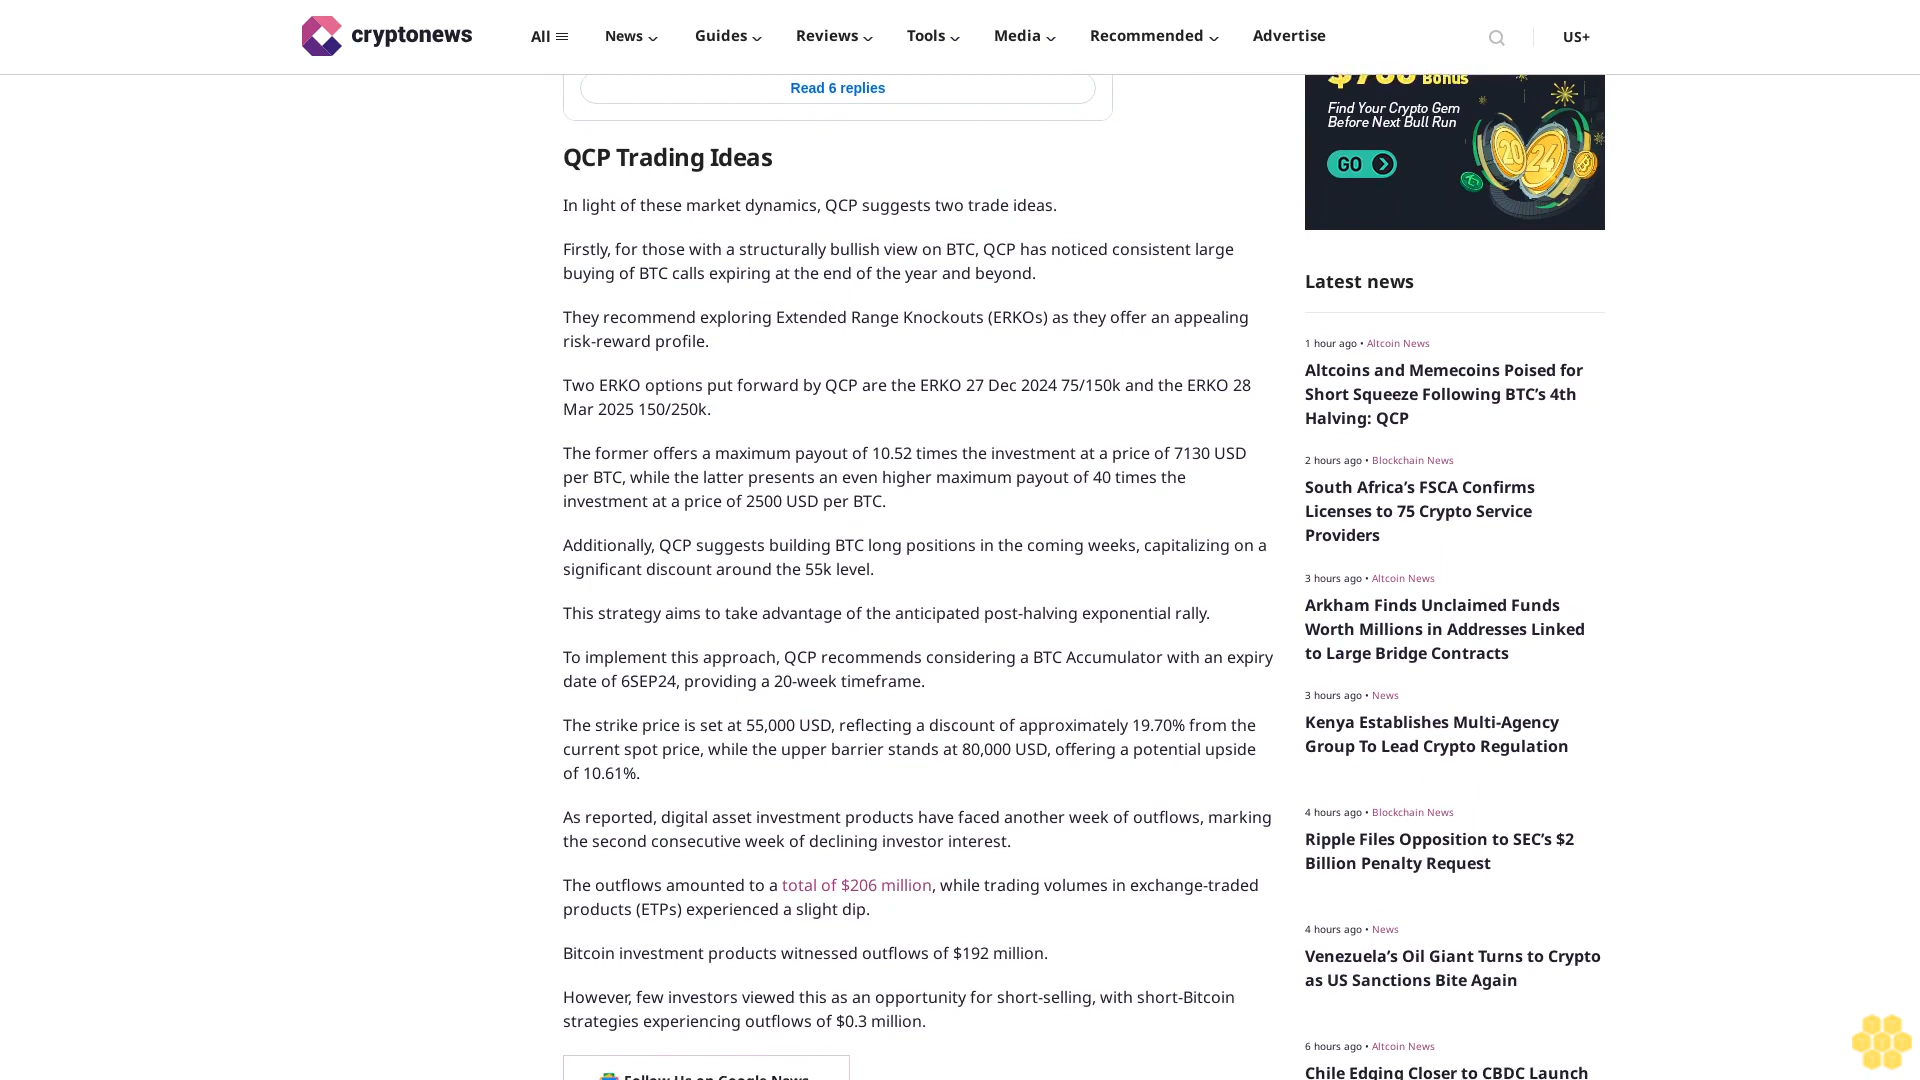 cryptonews
All
News
Guides
Reviews
Tools
Media
Recommended
Advertise
US+
Read 6 replies
QCP Trading Ideas
In light of these market dynamics, QCP suggests two trade ideas.
Firstly, for those with a structurally bullish view on BTC, QCP has noticed consistent large
buying of BTC calls expiring at the end of the year and beyond.
They recommend exploring Extended Range Knockouts (ERKOs) as they offer an appealing
risk-reward profile.
Two ERKO options put forward by QCP are the ERKO 27 Dec 2024 75/150k and the ERKO 28
Mar 2025 150/250k.
The former offers a maximum payout of 10.52 times the investment at a price of 7130 USD
per BTC, while the latter presents an even higher maximum payout of 40 times the
investment at a price of 2500 USD per BTC.
Additionally, QCP suggests building BTC long positions in the coming weeks, capitalizing on a
significant discount around the 55k level.
This strategy aims to take advantage of the anticipated post-halving exponential rally.
To implement this approach, QCP recommends considering a BTC Accumulator with an expiry
date of 6SEP24, providing a 20-week timeframe.
The strike price is set at 55,000 USD, reflecting a discount of approximately 19.70% from the
current spot price, while the upper barrier stands at 80,000 USD, offering a potential upside
of 10.61%.
As reported, digital asset investment products have faced another week of outflows, marking
the second consecutive week of declining investor interest.
The outflows amounted to a total of $206 million, while trading volumes in exchange-traded
products (ETPs) experienced a slight dip.
Bitcoin investment products witnessed outflows of $192 million.
However, few investors viewed this as an opportunity for short-selling, with short-Bitcoin
strategies experiencing outflows of $0.3 million.
Follow Us on Google News
Bonus
Find Your Crypto Gem
Before Next Bull Run
GO
20
24
Latest news
1 hour ago • Altcoin News
Altcoins and Memecoins Poised for
Short Squeeze Following BTC’s 4th
Halving: QCP
2 hours ago • Blockchain News
South Africa’s FSCA Confirms
Licenses to 75 Crypto Service
Providers
3 hours ago • Altcoin News
Arkham Finds Unclaimed Funds
Worth Millions in Addresses Linked
to Large Bridge Contracts
3 hours ago • News
Kenya Establishes Multi-Agency
Group To Lead Crypto Regulation
4 hours ago • Blockchain News
Ripple Files Opposition to SEC’s $2
Billion Penalty Request
4 hours ago • News
Venezuela’s Oil Giant Turns to Crypto
as US Sanctions Bite Again
6 hours ago • Altcoin News
Chile Edging Closer to CBDC Launch